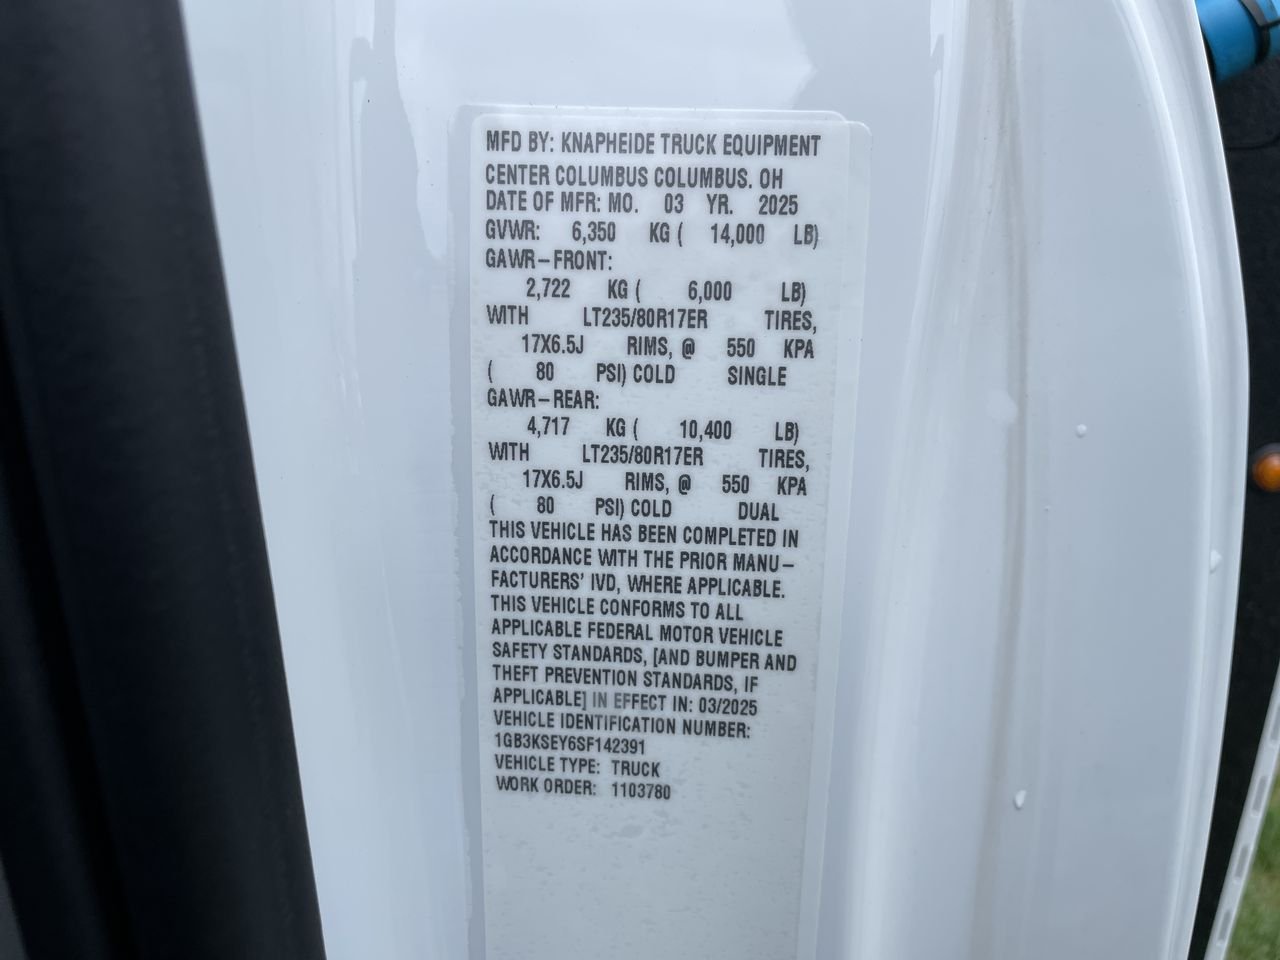 MFD BY: KNAPHEIDE TRUCK EQUIPMENT
CENTER COLUMBUS COLUMBUS. OH
DATE OF MFR: MO. 03 YR. 2025
GVWR: 6,350 KG ( 14,000 LB)
GAWR-FRONT:
2,722 KG ( 6,000 LB)
WITH LT235/80R17ER TIRES,
17X6.5J RIMS, @ 550 KPA
( 80 PSI) COLD SINGLE
GAWR-REAR:
4,717 KG ( 10,400 LB)
WITH LT235/80R17ER TIRES,
17X6.5J RIMS, @ 550 KPA
( 80 PSI) COLD DUAL
THIS VEHICLE HAS BEEN COMPLETED IN
ACCORDANCE WITH THE PRIOR MANU-
FACTURERS' IVD, WHERE APPLICABLE.
THIS VEHICLE CONFORMS TO ALL
APPLICABLE FEDERAL MOTOR VEHICLE
SAFETY STANDARDS, [AND BUMPER AND
THEFT PREVENTION STANDARDS, IF
APPLICABLE] IN EFFECT IN: 03/2025
VEHICLE IDENTIFICATION NUMBER:
1GB3KSEY6SF142391
VEHICLE TYPE: TRUCK
WORK ORDER: 1103780